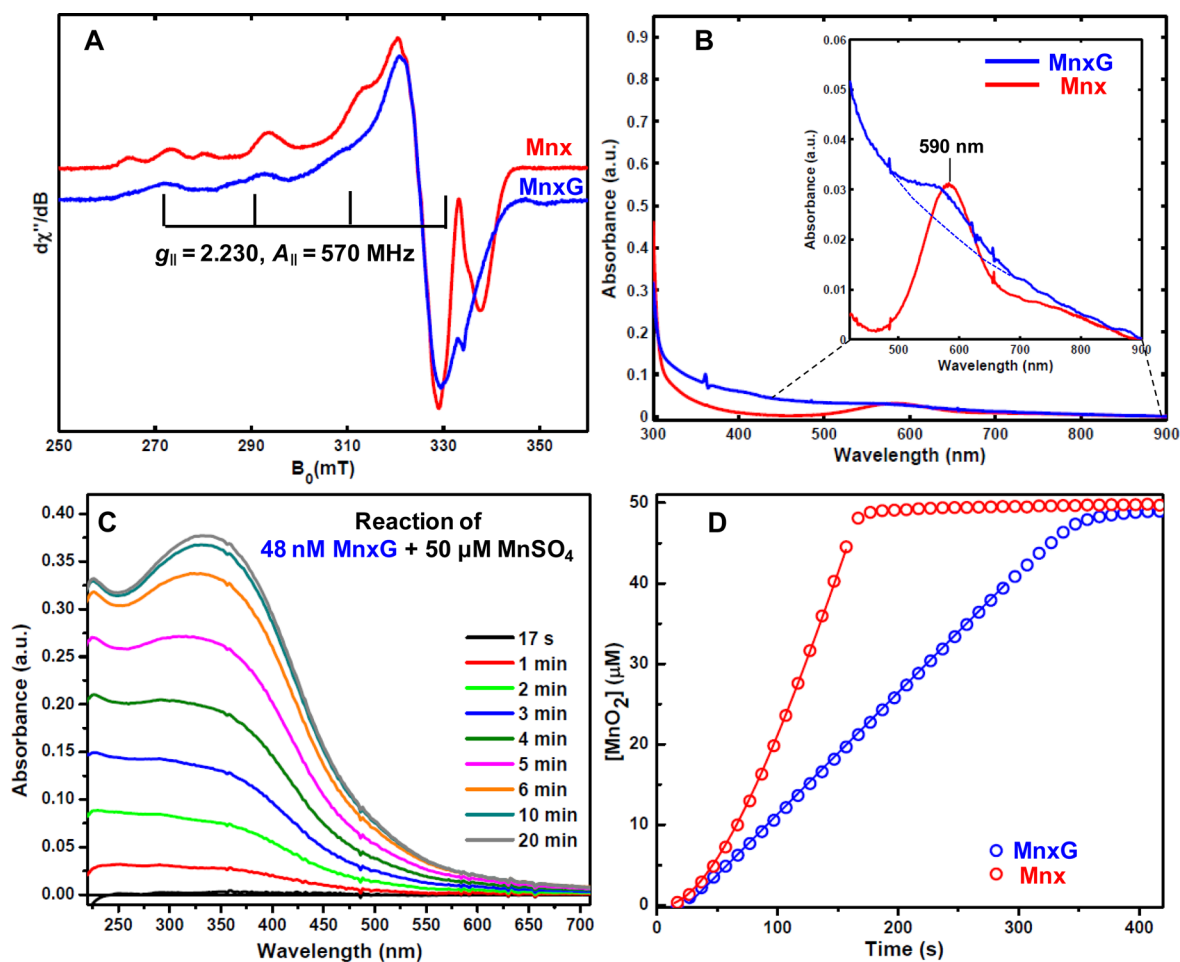 A
Mnx
MnxG
g|| = 2.230, A|| = 570 MHz
dχ"/dB
250 270 290 310 330 350
B0(mT)
B
MnxG
Mnx
590 nm
0.06
0.05
0.04
0.03
0.02
0.01
0
Absorbance (a.u.)
500 600 700 800 900
Wavelength (nm)
0.9
0.8
0.7
0.6
0.5
0.4
0.3
0.2
0.1
0
Absorbance (a.u.)
300 400 500 600 700 800 900
Wavelength (nm)
C
Reaction of
48 nM MnxG + 50 µM MnSO4
17 s
1 min
2 min
3 min
4 min
5 min
6 min
10 min
20 min
0.40
0.35
0.30
0.25
0.20
0.15
0.10
0.05
0.00
Absorbance (a.u.)
250 300 350 400 450 500 550 600 650 700
Wavelength (nm)
D
50
40
30
20
10
0
[MnO2] (µM)
MnxG
Mnx
0 100 200 300 400
Time (s)